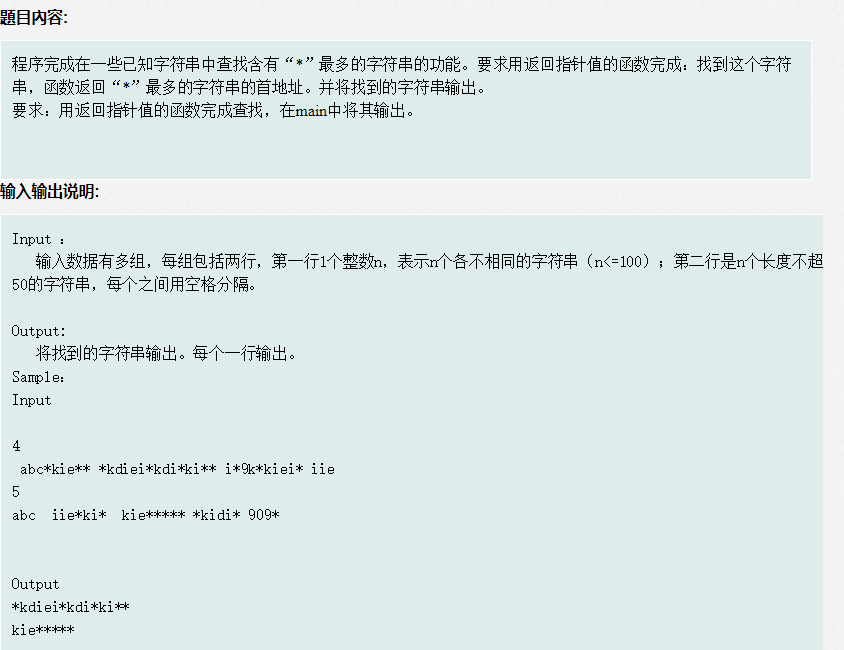 题目内容:
程序完成在一些已知字符串中查找含有“*”最多的字符串的功能。要求用返回指针值的函数完成：找到这个字符
串，函数返回“*”最多的字符串的首地址。并将找到的字符串输出。
要求：用返回指针值的函数完成查找，在main中将其输出。
输入输出说明:
Input ：
输入数据有多组，每组包括两行，第一行1个整数n，表示n个各不相同的字符串（n<=100）；第二行是n个长度不超
50的字符串，每个之间用空格分隔。
Output:
将找到的字符串输出。每个一行输出。
Sample：
Input
4
abc*kie** *kdiei*kdi*ki** i*9k*kiei* iie
5
abc  iie*ki*  kie***** *kidi* 909*
Output
*kdiei*kdi*ki**
kie*****